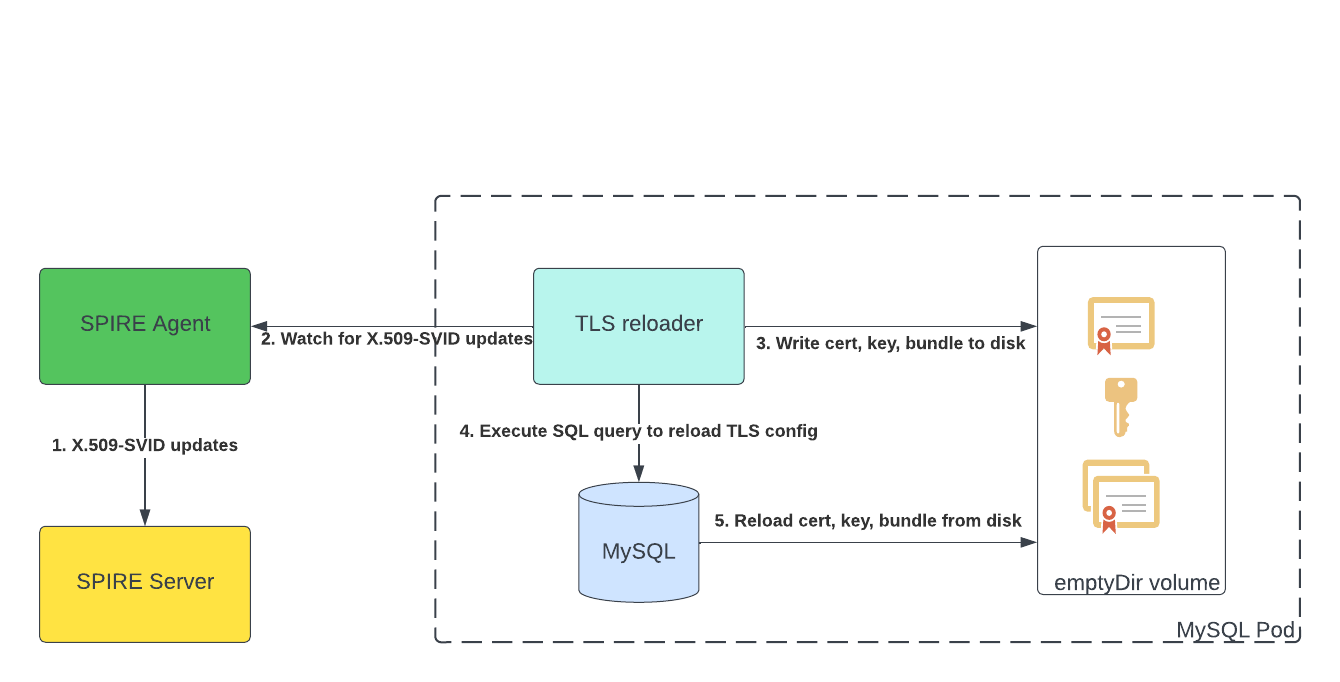 SPIRE Agent
TLS reloader
2. Watch for X.509-SVID updates
3. Write cert, key, bundle to disk
1. X.509-SVID updates
4. Execute SQL query to reload TLS config
5. Reload cert, key, bundle from disk
MySQL
SPIRE Server
emptyDir volume
MySQL Pod